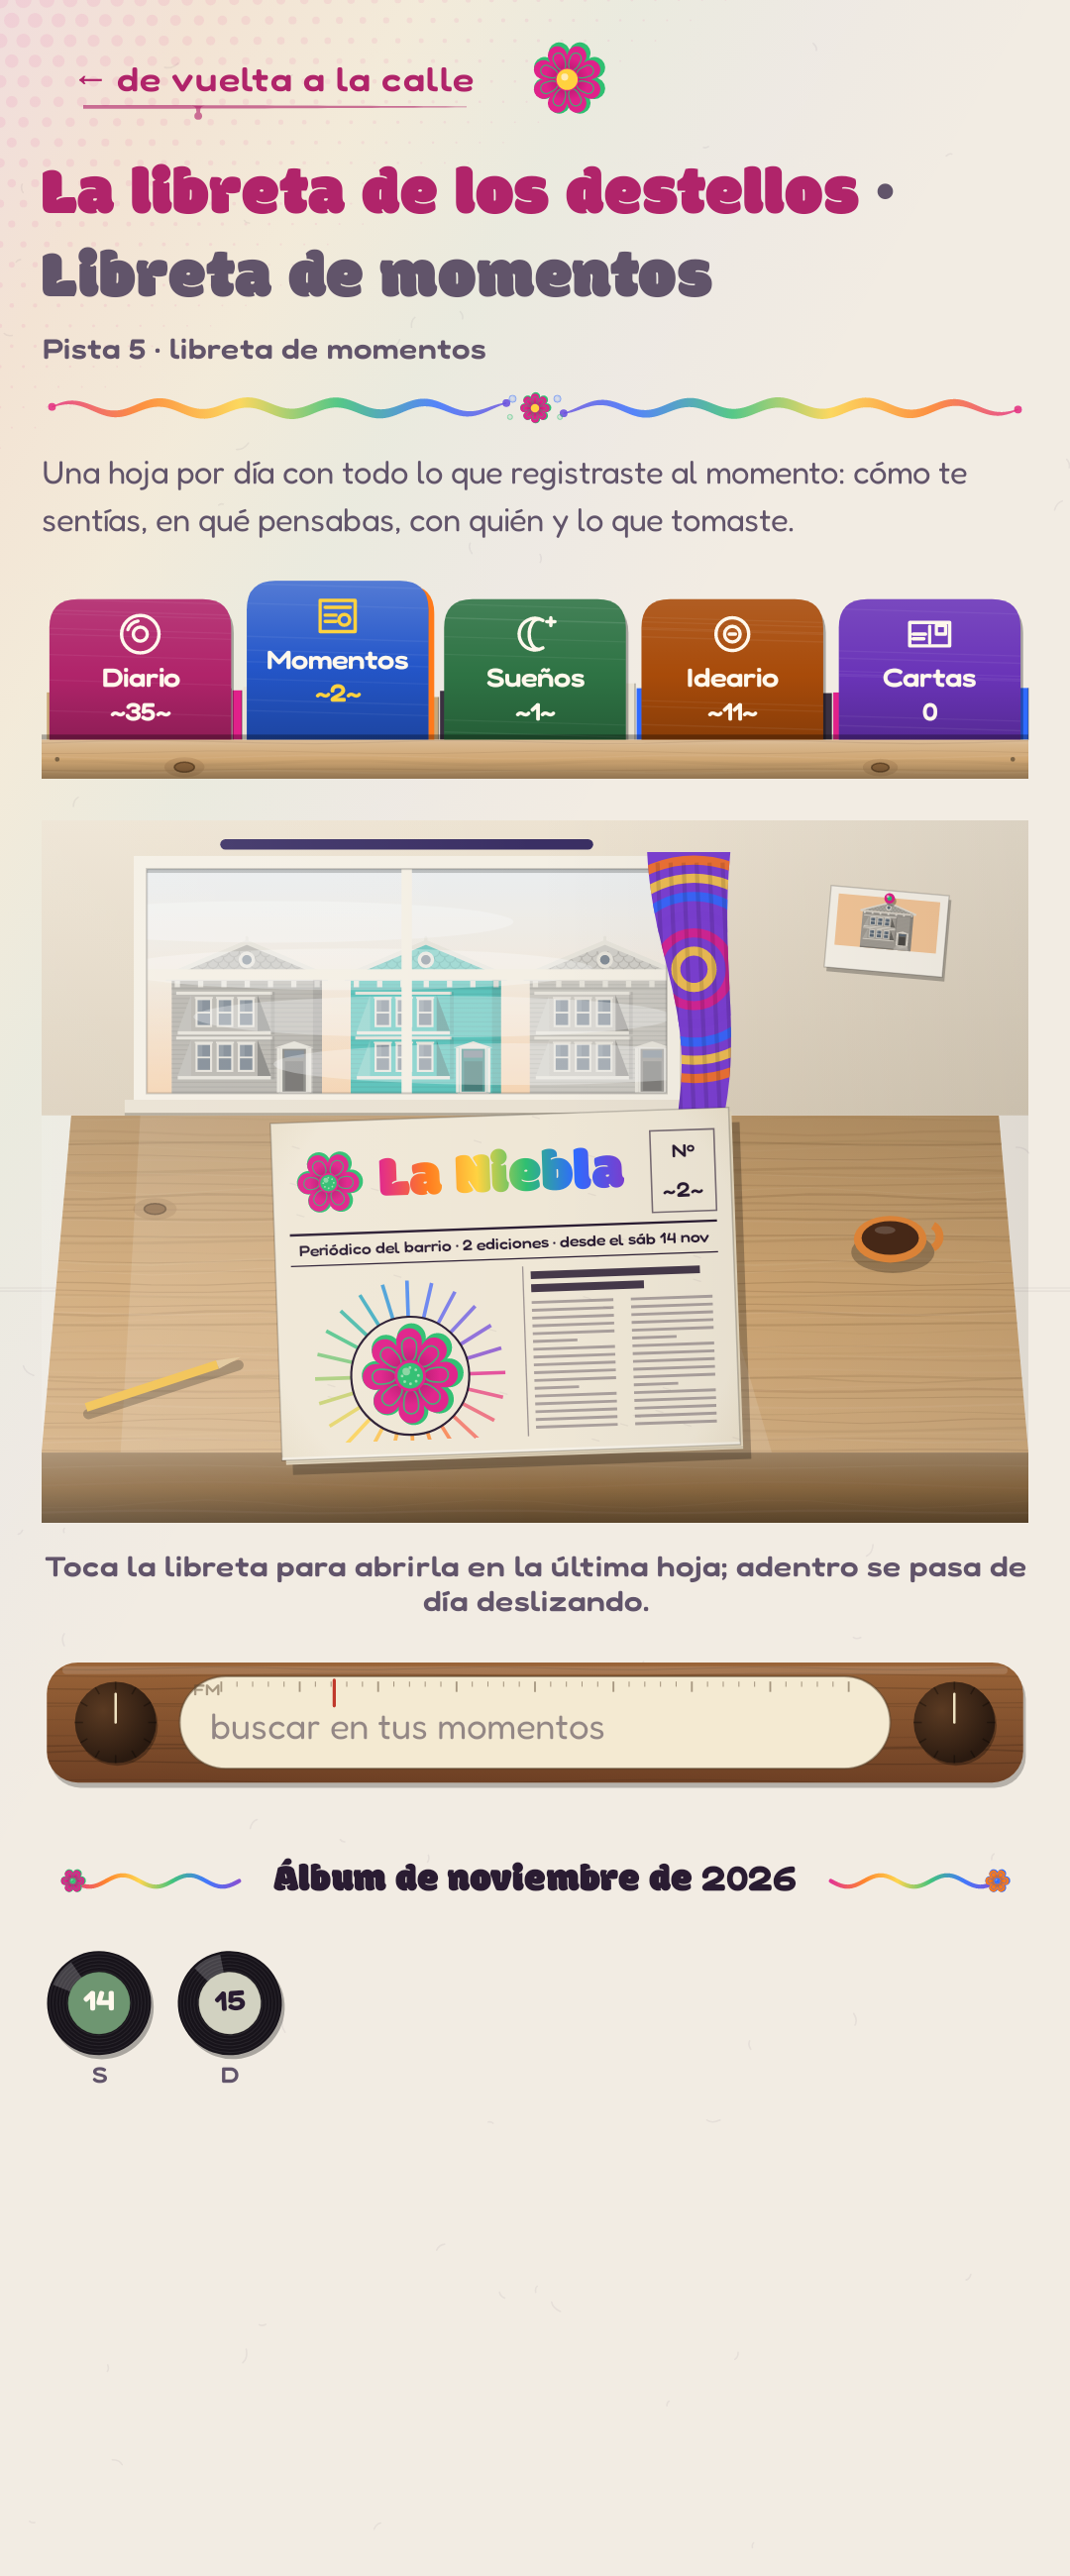 ← de vuelta a la calle
La libreta de los destellos ·
Libreta de momentos
Pista 5 · libreta de momentos
Una hoja por día con todo lo que registraste al momento: cómo te
sentías, en qué pensabas, con quién y lo que tomaste.
Diario
~35~
Momentos
~2~
Sueños
~1~
Ideario
~11~
Cartas
0
La Niebla
Nº
~2~
Periódico del barrio · 2 ediciones · desde el sáb 14 nov
Toca la libreta para abrirla en la última hoja; adentro se pasa de
día deslizando.
FM
buscar en tus momentos
Álbum de noviembre de 2026
14
15
S
D